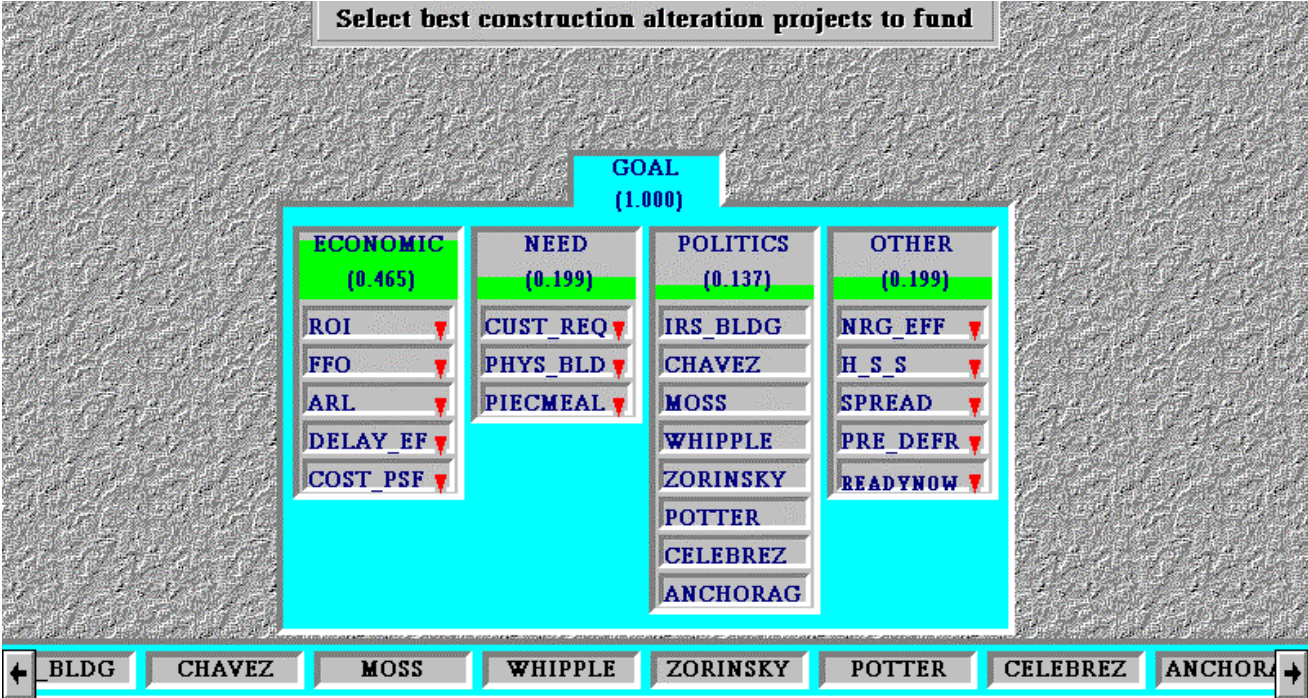 Select best construction alteration projects to fund
GOAL
(1.000)
ECONOMIC
(0.465)
ROI
FFO
ARL
DELAY_EF
COST_PSF
NEED
(0.199)
CUST_REQ
PHYS_BLD
PIECMEAL
POLITICS
(0.137)
IRS_BLDG
CHAVEZ
MOSS
WHIPPLE
ZORINSKY
POTTER
CELEBREZ
ANCHORAG
OTHER
(0.199)
NRG_EFF
H_S_S
SPREAD
PRE_DEFR
READYNOW
_BLDG CHAVEZ MOSS WHIPPLE ZORINSKY POTTER CELEBREZ ANCHORA